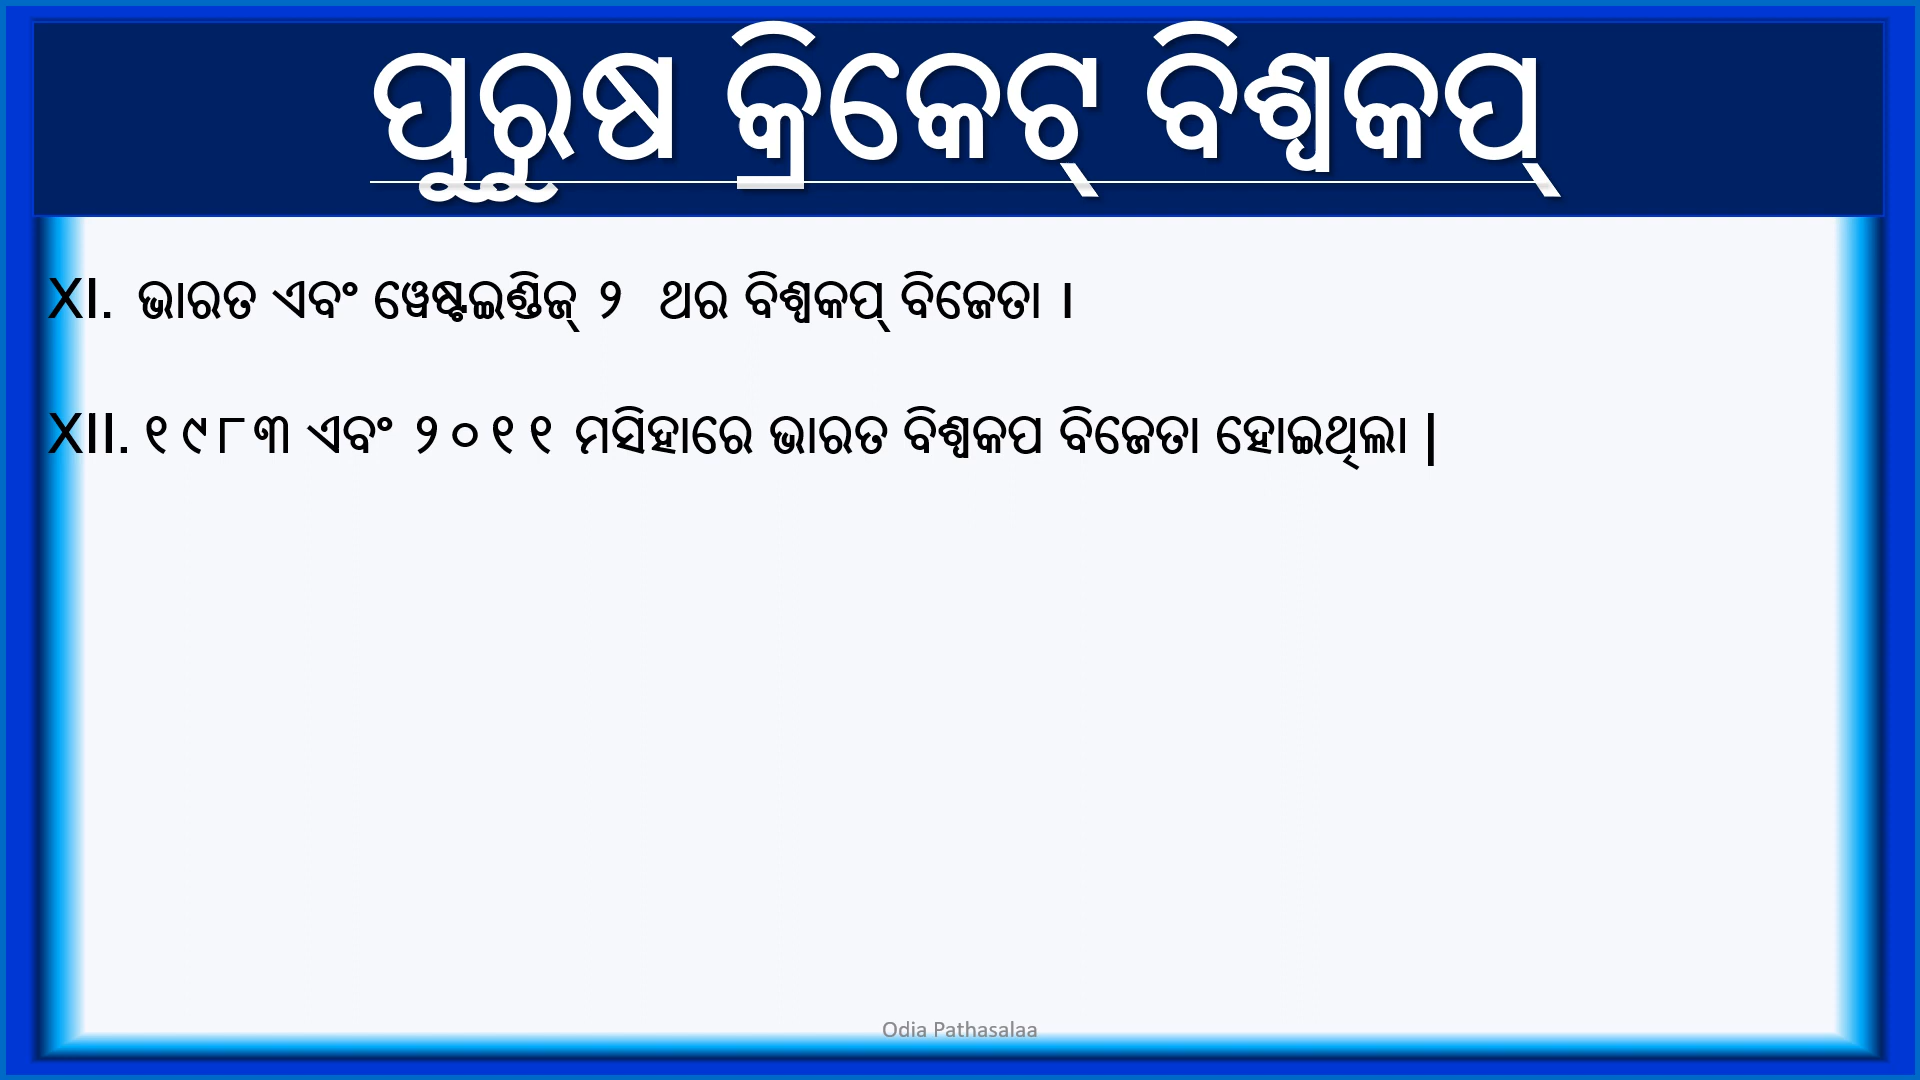 ପୁରୁଷ କ୍ରିକେଟ୍ ବିଶ୍ୱକପ୍
XI. ଭାରତ ଏବଂ ୱେଷ୍ଟଇଣ୍ଡିଜ୍ ୨ ଥର ବିଶ୍ୱକପ୍ ବିଜେତା ।
XII. ୧୯୮୩ ଏବଂ ୨୦୧୧ ମସିହାରେ ଭାରତ ବିଶ୍ୱକପ ବିଜେତା ହୋଇଥିଲା |
Odia Pathasalaa